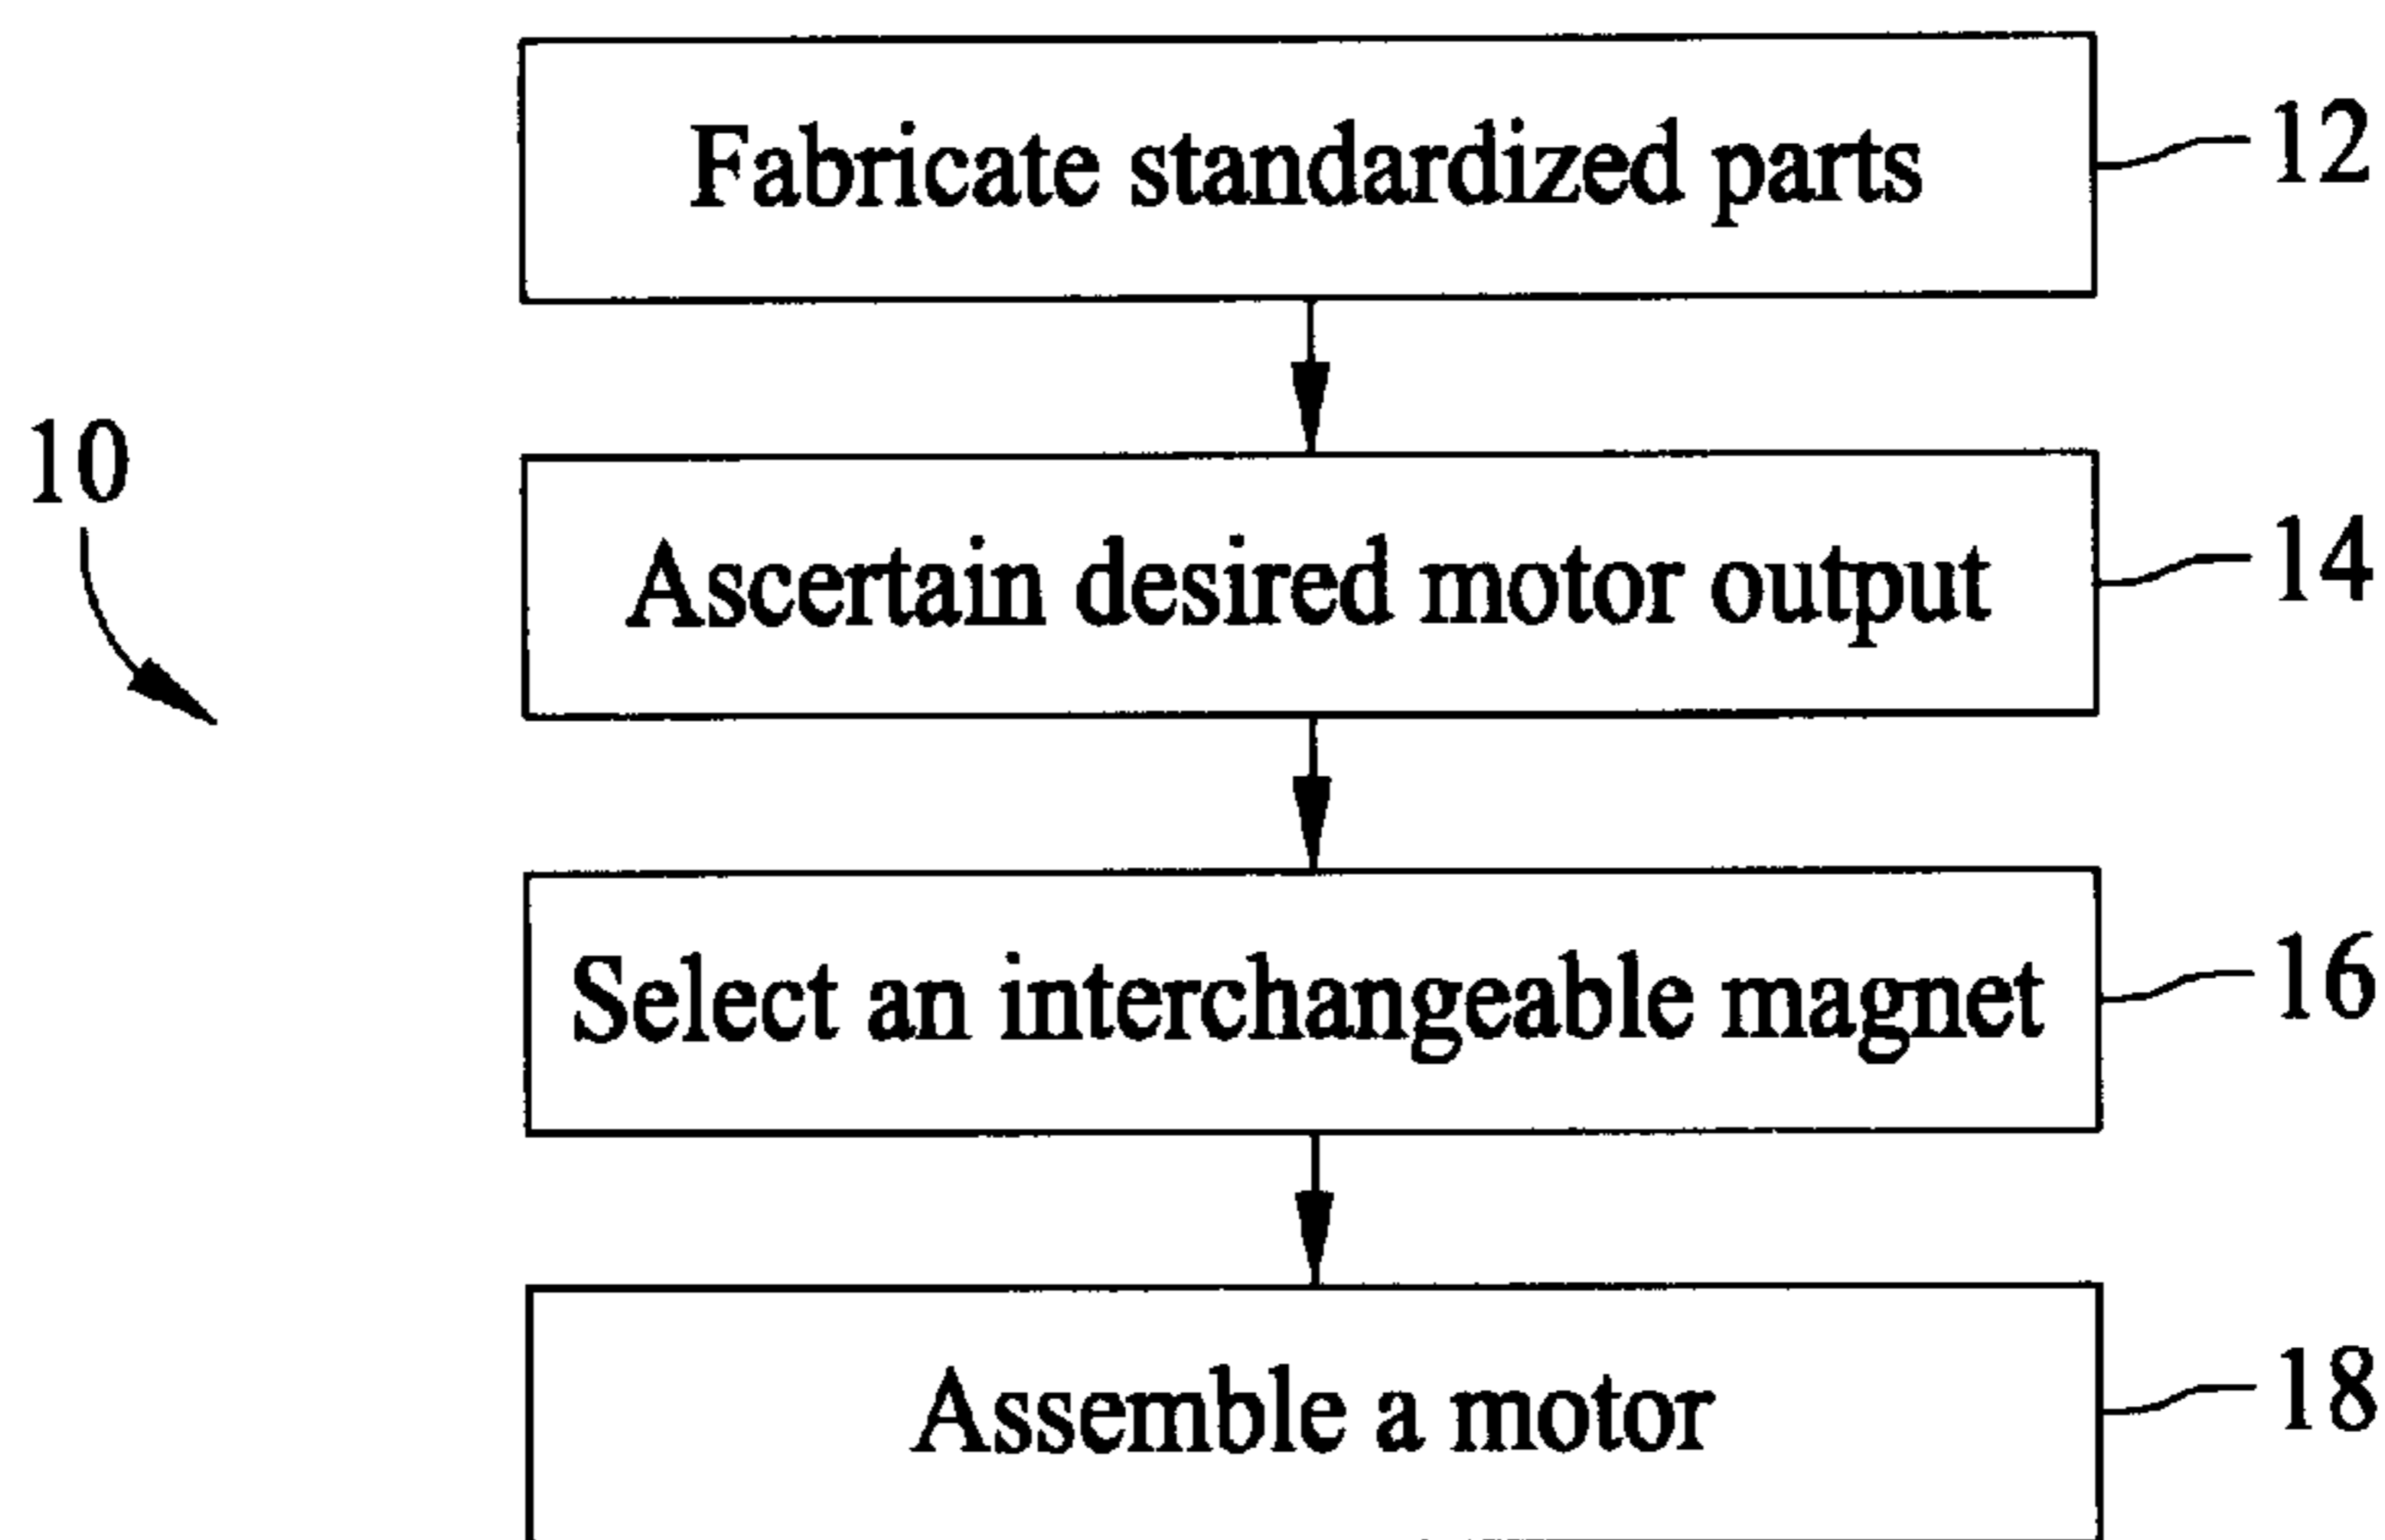 Fabricate standardized parts
12
10
Ascertain desired motor output
14
Select an interchangeable magnet
16
Assemble a motor
18